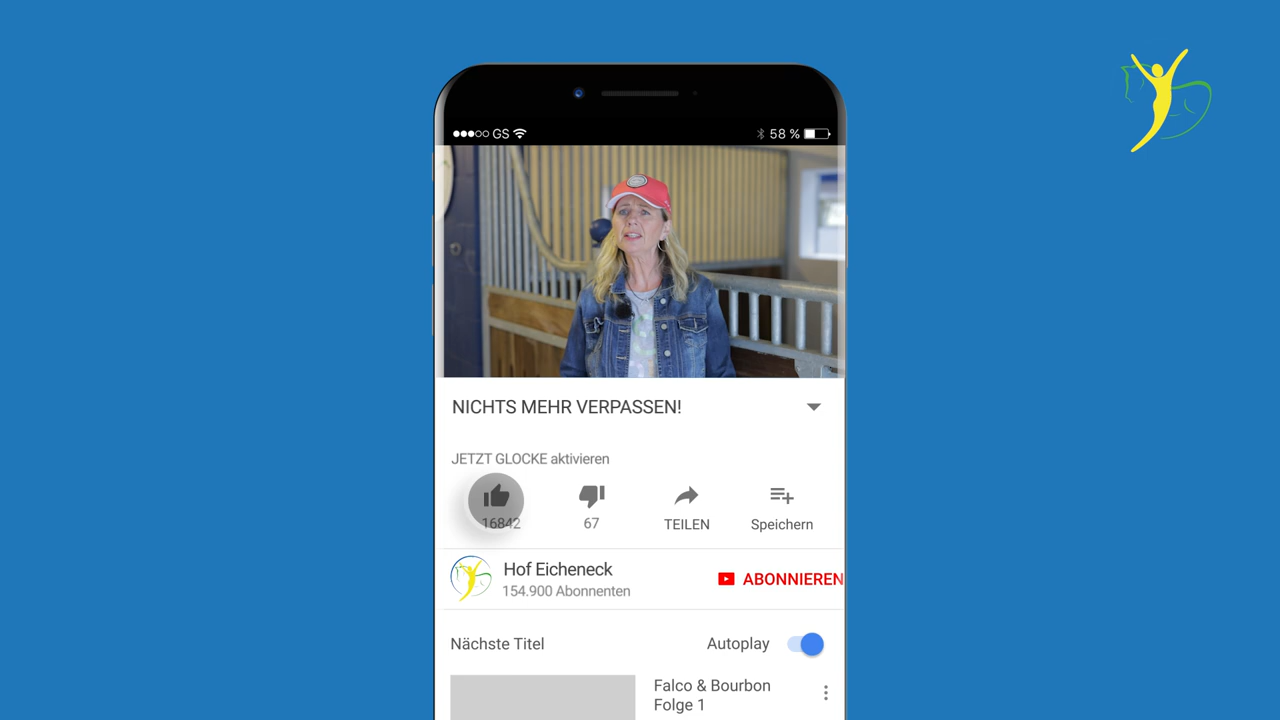 GS 58 %
NICHTS MEHR VERPASSEN!
JETZT GLOCKE aktivieren
16842 67 TEILEN Speichern
Hof Eicheneck
154.900 Abonnenten
ABONNIEREN
Nächste Titel Autoplay
Falco & Bourbon
Folge 1